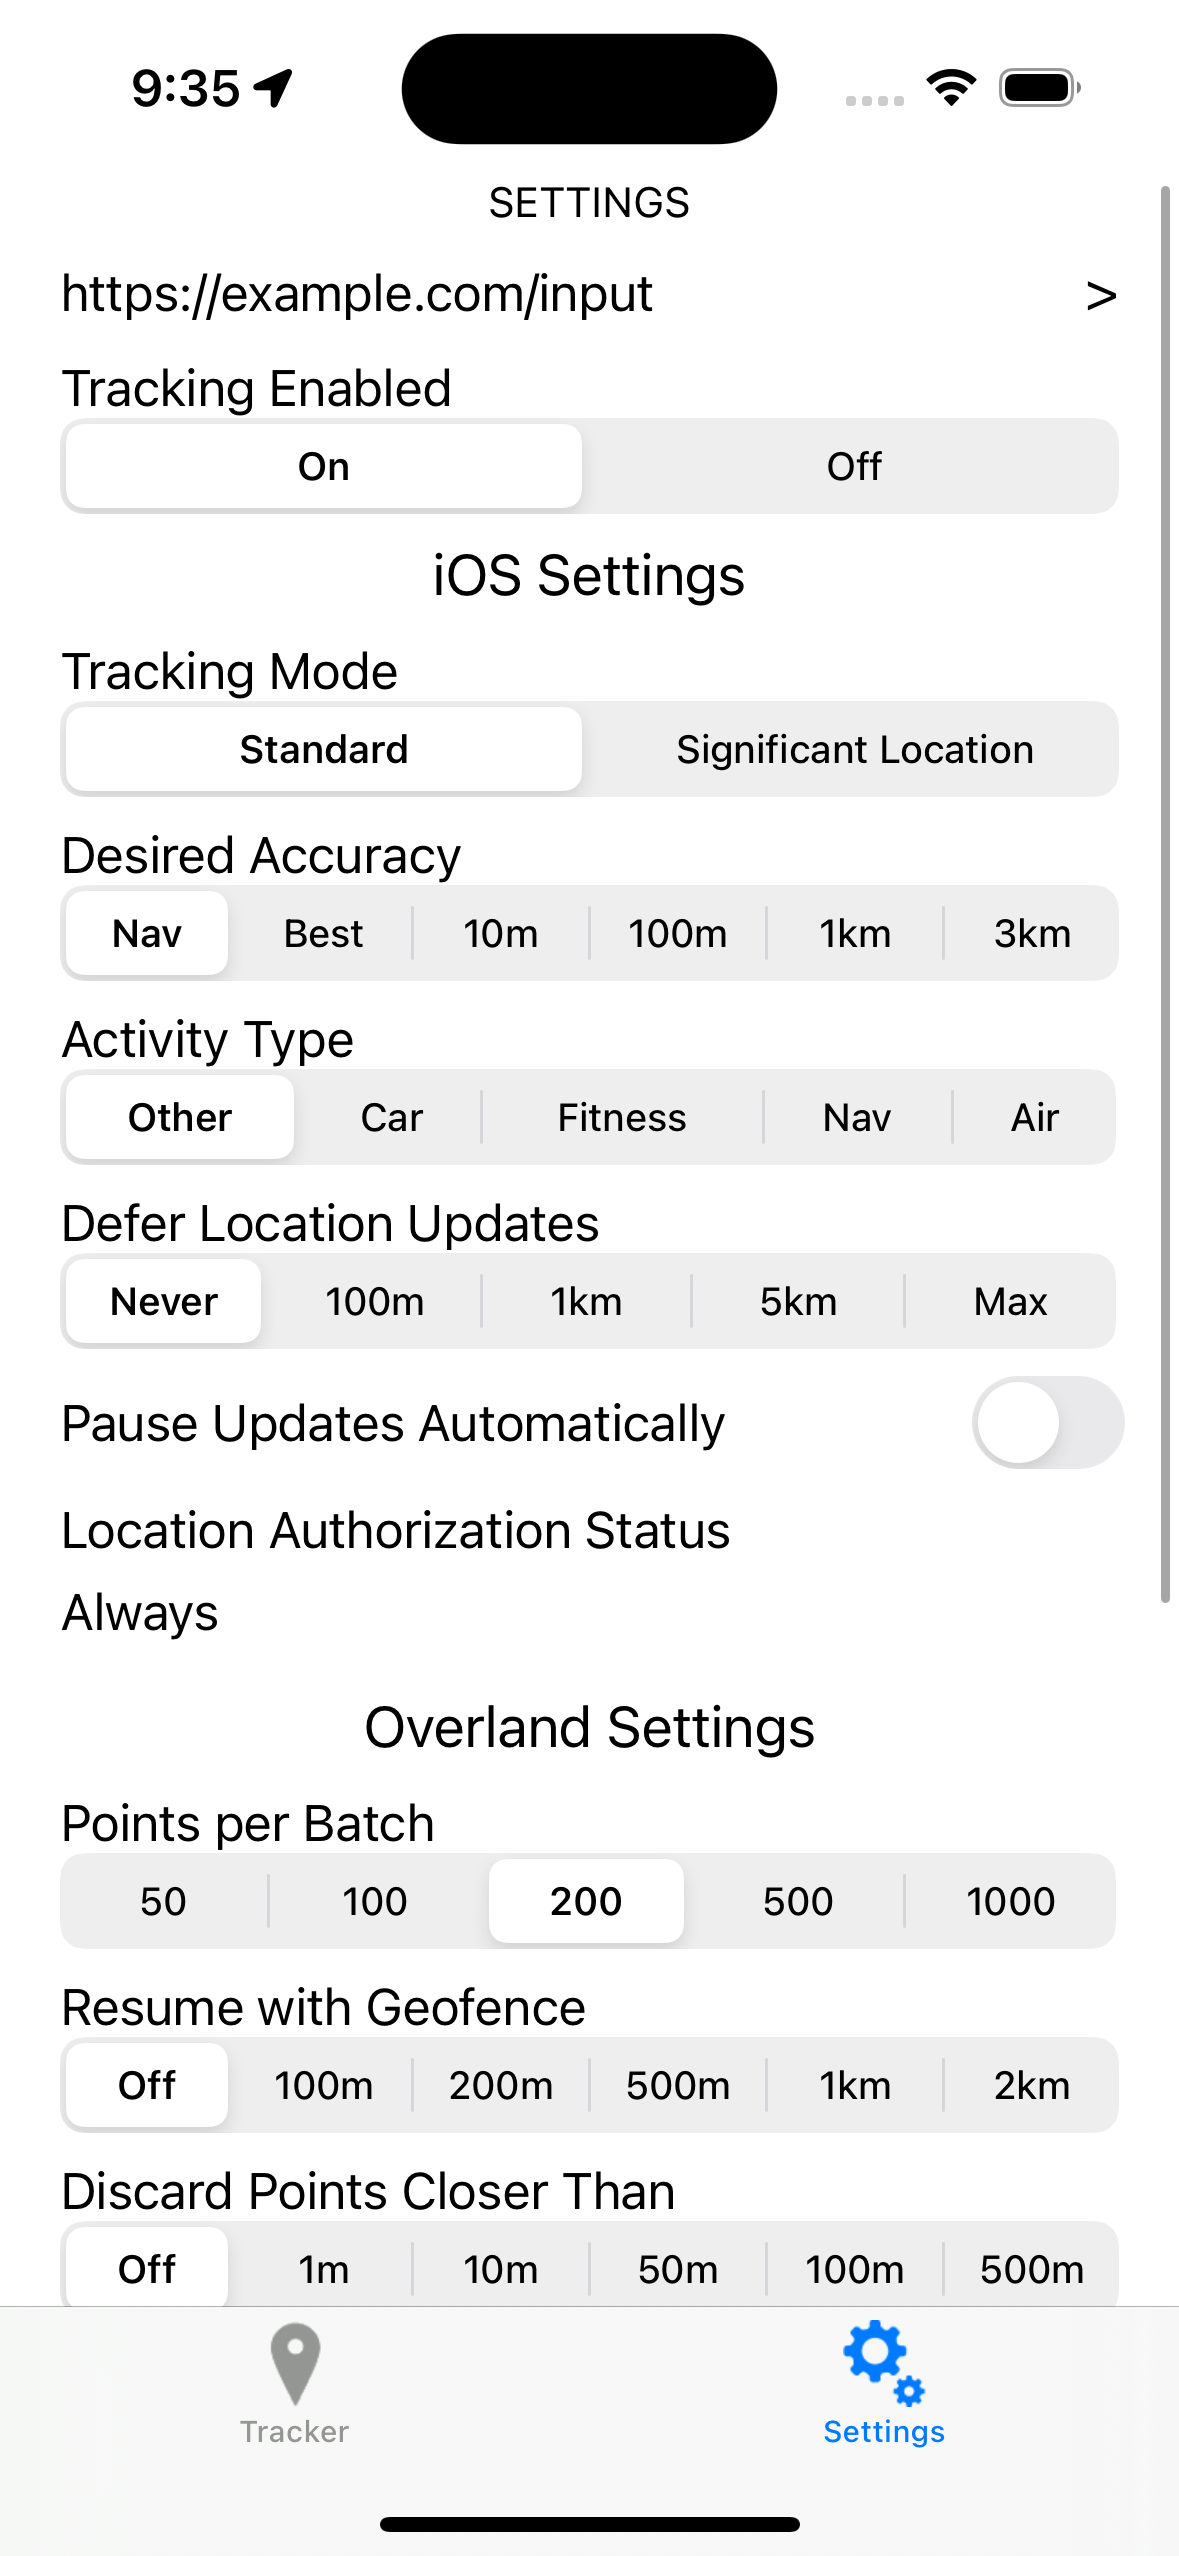 9:35
SETTINGS
https://example.com/input >
Tracking Enabled
On Off
iOS Settings
Tracking Mode
Standard Significant Location
Desired Accuracy
Nav Best 10m 100m 1km 3km
Activity Type
Other Car Fitness Nav Air
Defer Location Updates
Never 100m 1km 5km Max
Pause Updates Automatically
Location Authorization Status
Always
Overland Settings
Points per Batch
50 100 200 500 1000
Resume with Geofence
Off 100m 200m 500m 1km 2km
Discard Points Closer Than
Off 1m 10m 50m 100m 500m
Tracker Settings